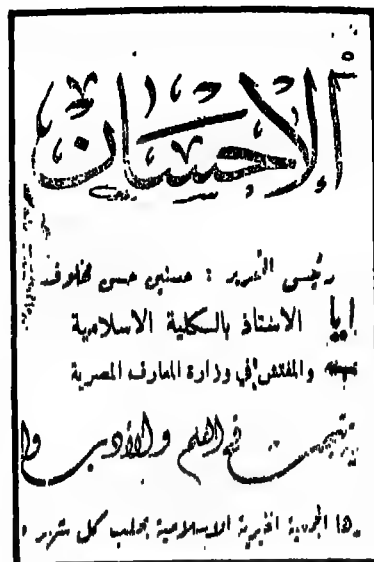 الإحسان
رئيس التحرير : حسنين حسن مخلوف
الاستاذ بالكلية الاسلامية
والمفتش في وزارة المعارف المصرية
في العلم والأدب
الجمعية الخيرية الاسلامية بحلب كل شهر